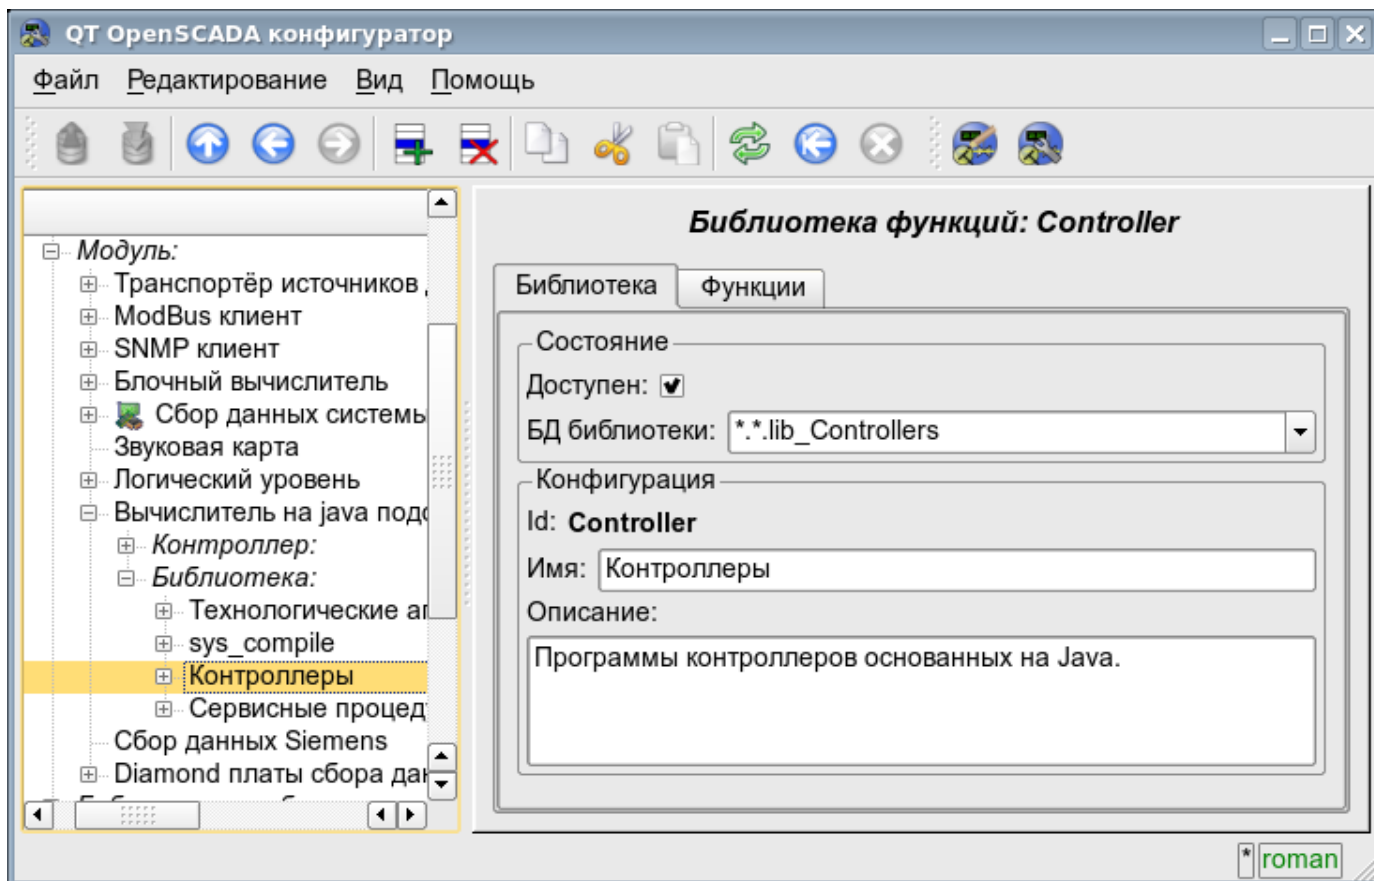 QT OpenSCADA конфигуратор
Файл Редактирование Вид Помощь
Модуль:
Транспортёр источников
ModBus клиент
SNMP клиент
Блочный вычислитель
Сбор данных системы
Звуковая карта
Логический уровень
Вычислитель на java
Контроллер:
Библиотека:
Технологические
sys_compile
Контроллеры
Сервисные
Сбор данных Siemens
Diamond платы сбора
Библиотека функций: Controller
Библиотека Функции
Состояние
Доступен:
БД библиотеки: *.*.lib_Controllers
Конфигурация
Id: Controller
Имя: Контроллеры
Описание:
Программы контроллеров основанных на Java.
* roman